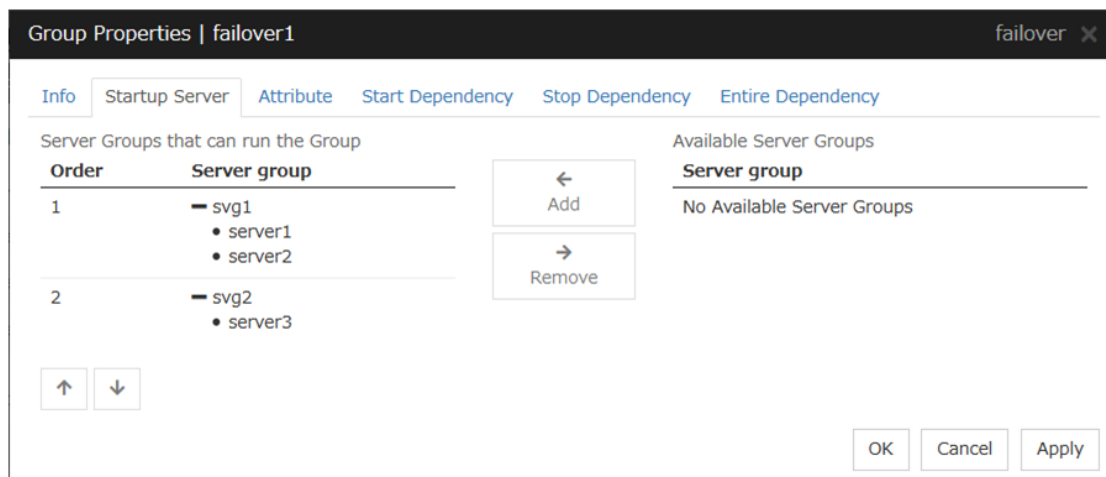 Group Properties | failover1 failover
Info Startup Server Attribute Start Dependency Stop Dependency Entire Dependency
Server Groups that can run the Group
Order Server group
1 svg1
server1
server2
2 svg2
server3
Add
Remove
Available Server Groups
Server group
No Available Server Groups
OK Cancel Apply